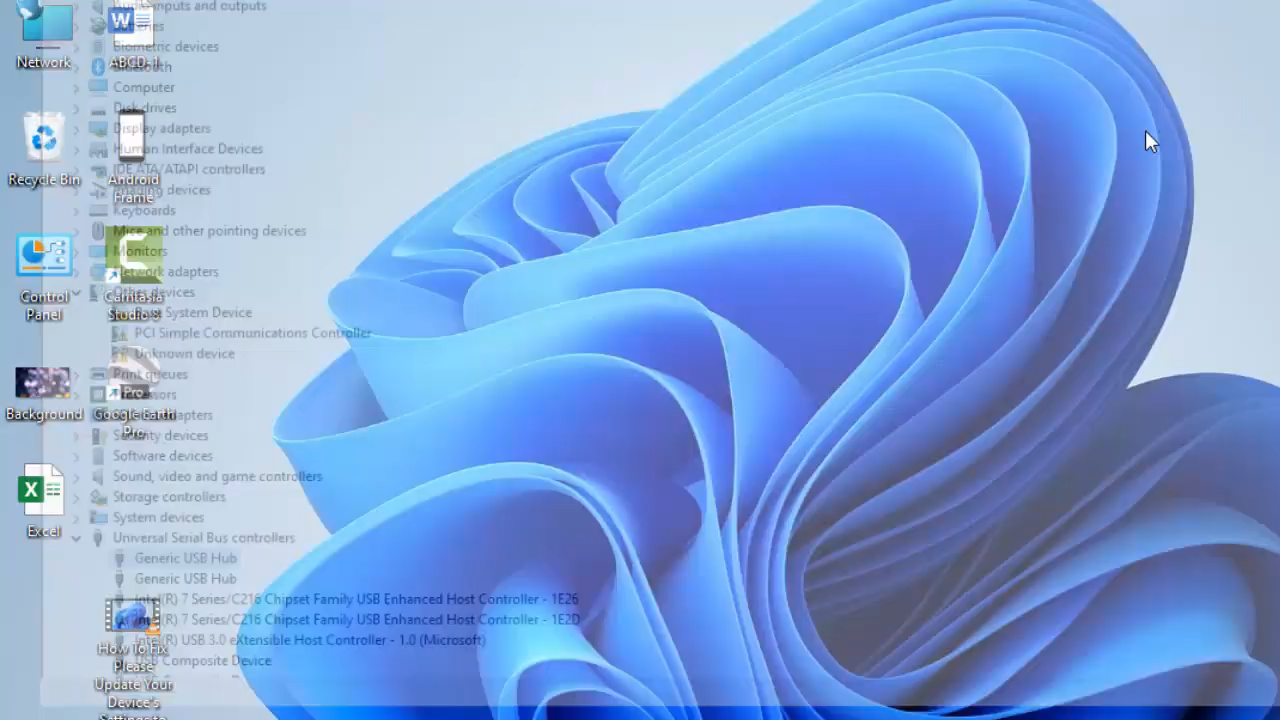 Audio inputs and outputs
Batteries
Biometric devices
Bluetooth
Computer
Disk drives
Display adapters
Human Interface Devices
IDE ATA/ATAPI controllers
Imaging devices
Keyboards
Mice and other pointing devices
Monitors
Network adapters
Other devices
Base System Device
PCI Simple Communications Controller
Unknown device
Print queues
Processors
adapters
Security devices
Software devices
Sound, video and game controllers
Storage controllers
System devices
Universal Serial Bus controllers
Generic USB Hub
Generic USB Hub
Intel(R) 7 Series/C216 Chipset Family USB Enhanced Host Controller - 1E26
Intel(R) 7 Series/C216 Chipset Family USB Enhanced Host Controller - 1E2D
Intel(R) USB 3.0 eXtensible Host Controller - 1.0 (Microsoft)
USB Composite Device
Network
Recycle Bin
Control
Panel
Background
Excel
Android
Frame
Camtasia
Studio 8
Pro
Google Earth
Pro
How To Fix
Please
Update Your
Device's